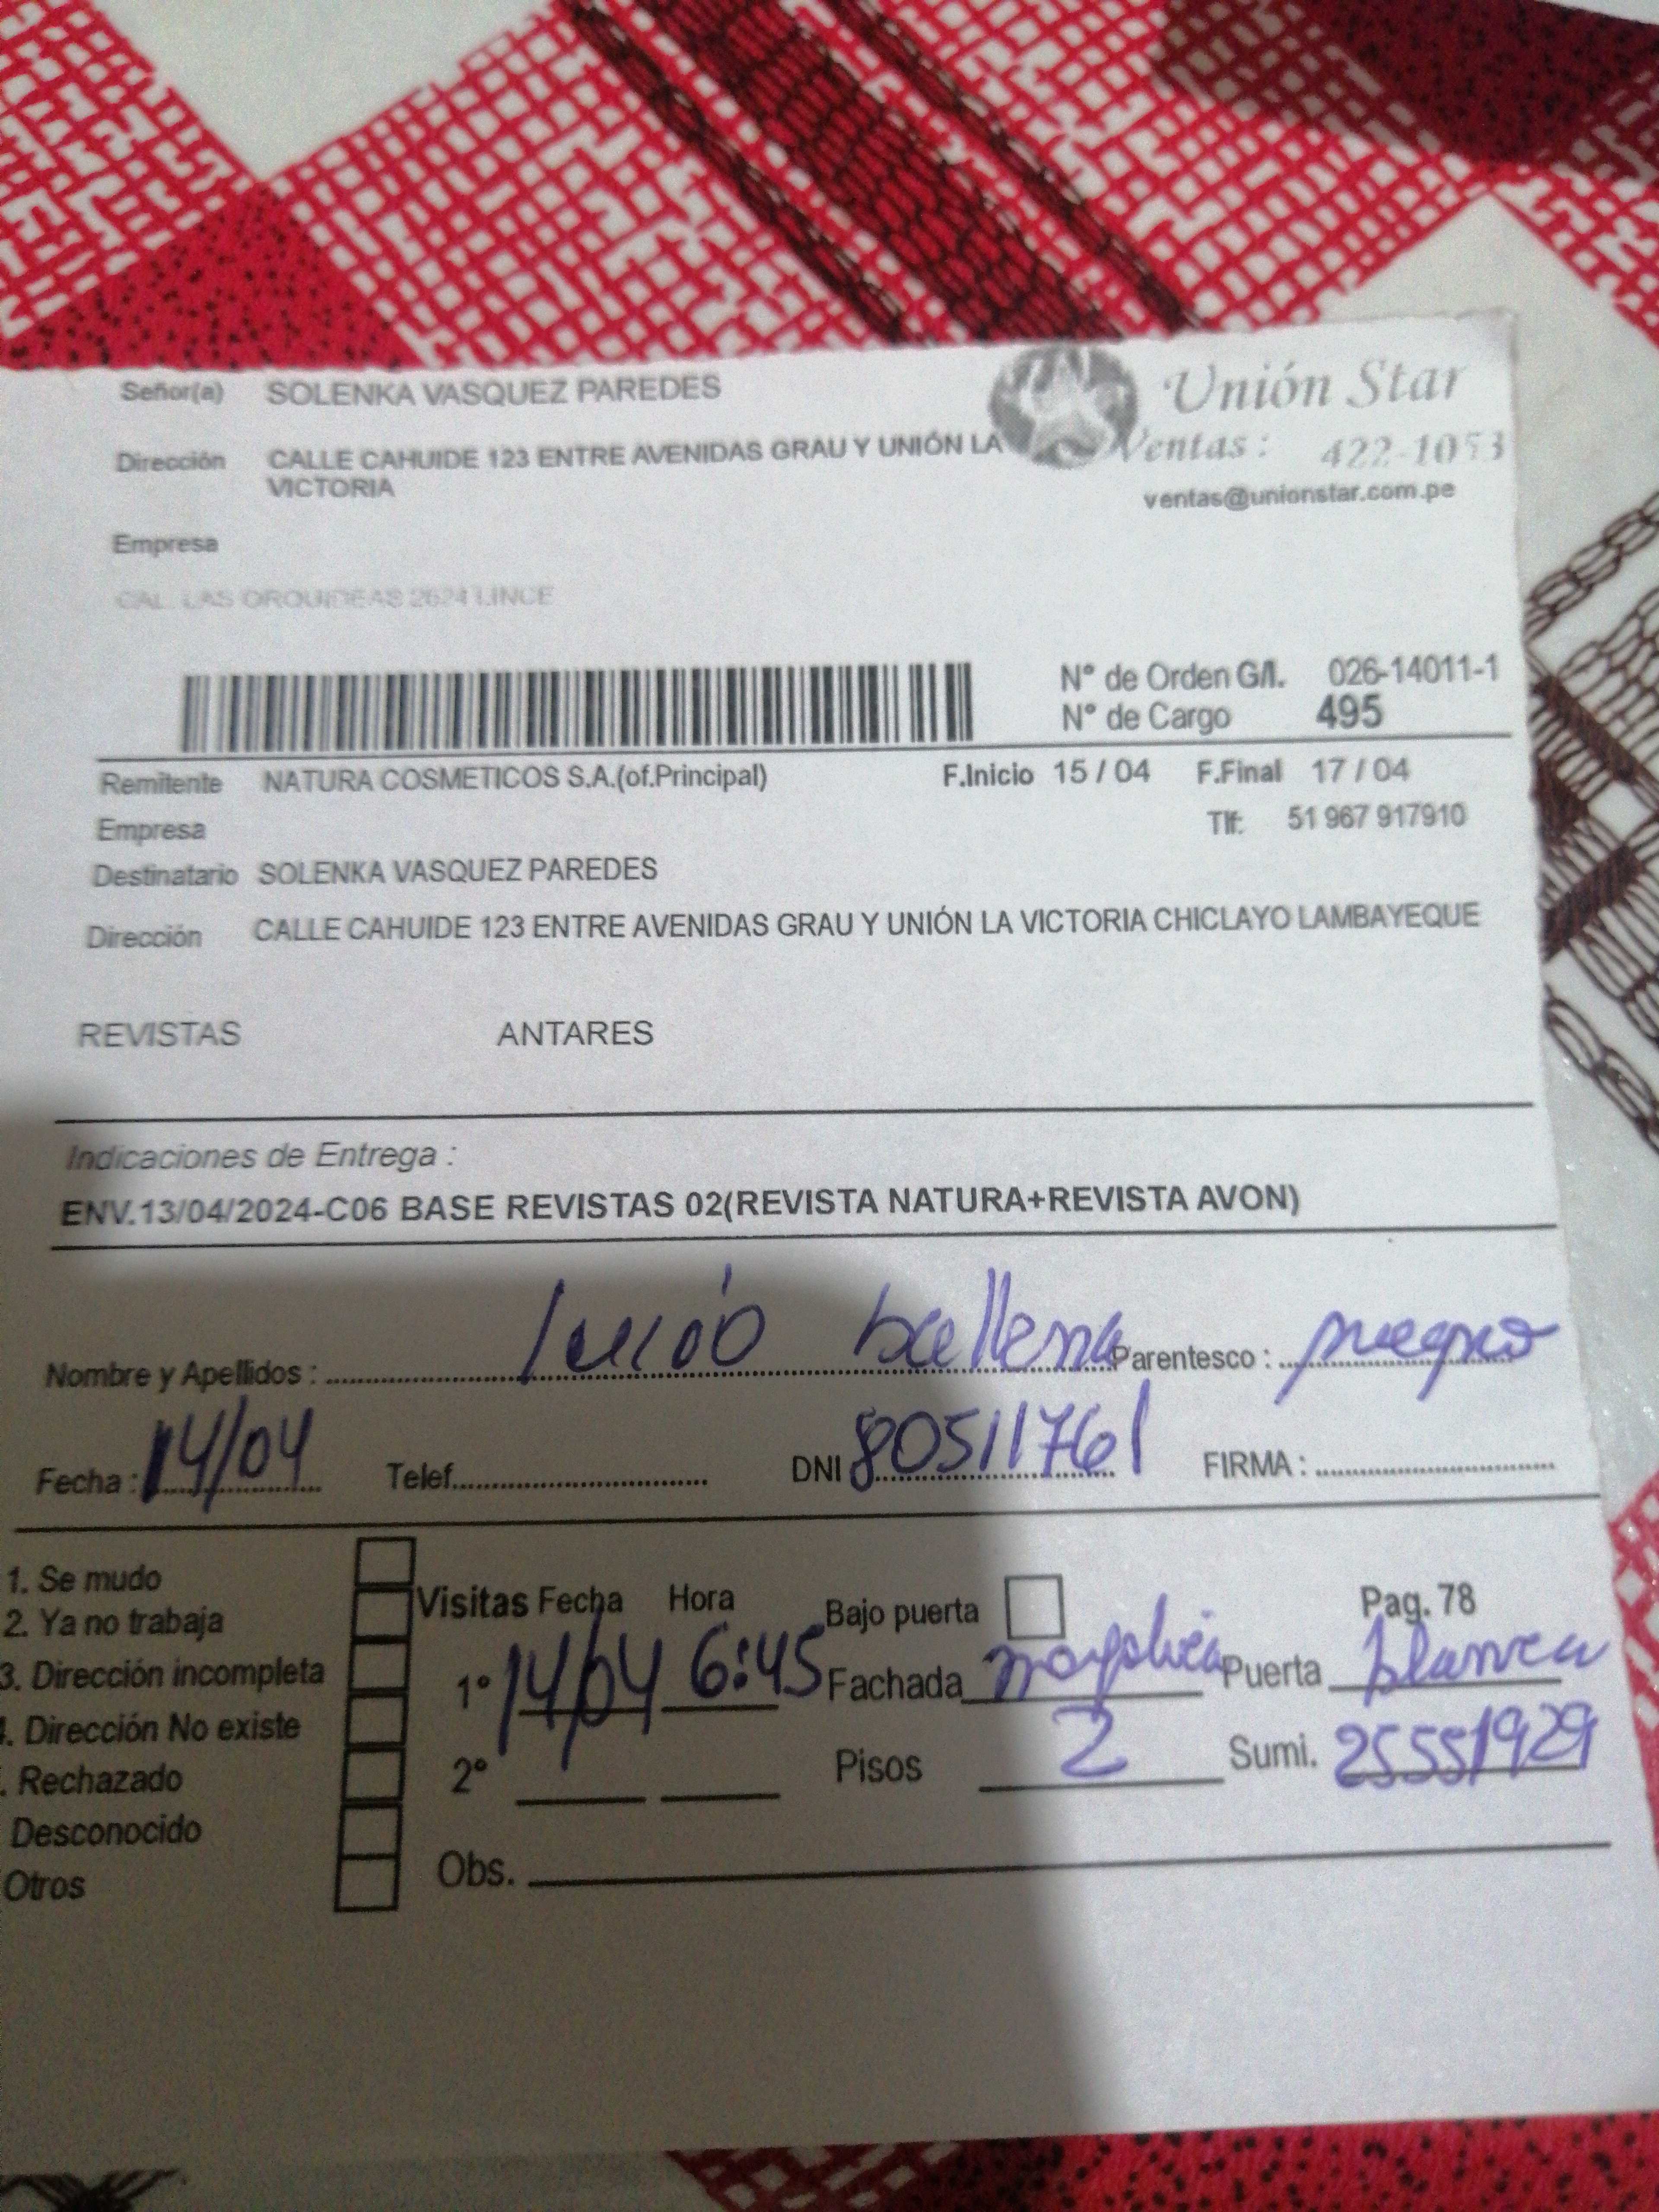 Señor(a) SOLENKA VASQUEZ PAREDES
Unión Star
Dirección CALLE CAHUIDE 123 ENTRE AVENIDAS GRAU Y UNIÓN LA
VICTORIA
Ventas: 422-1053
ventas@unionstar.com.pe
Empresa
CAL. LAS ORQUIDEAS 2624 LINCE
N° de Orden G/I. 026-14011-1
N° de Cargo 495
Remitente NATURA COSMETICOS S.A.(of.Principal) F.Inicio 15 / 04 F.Final 17 / 04
Empresa Tlf: 51 967 917910
Destinatario SOLENKA VASQUEZ PAREDES
Dirección CALLE CAHUIDE 123 ENTRE AVENIDAS GRAU Y UNIÓN LA VICTORIA CHICLAYO LAMBAYEQUE
REVISTAS ANTARES
Indicaciones de Entrega :
ENV.13/04/2024-C06 BASE REVISTAS 02(REVISTA NATURA+REVISTA AVON)
Nombre y Apellidos : ballena Parentesco :
Fecha : 14/04 Telef. DNI 80511761 FIRMA :
1. Se mudo
2. Ya no trabaja
3. Dirección incompleta
. Dirección No existe
. Rechazado
Desconocido
Otros
Visitas Fecha Hora Bajo puerta Pag. 78
1° 14/04 6:45 Fachada Puerta blanca
2° Pisos 2 Sumi. 25551929
Obs.